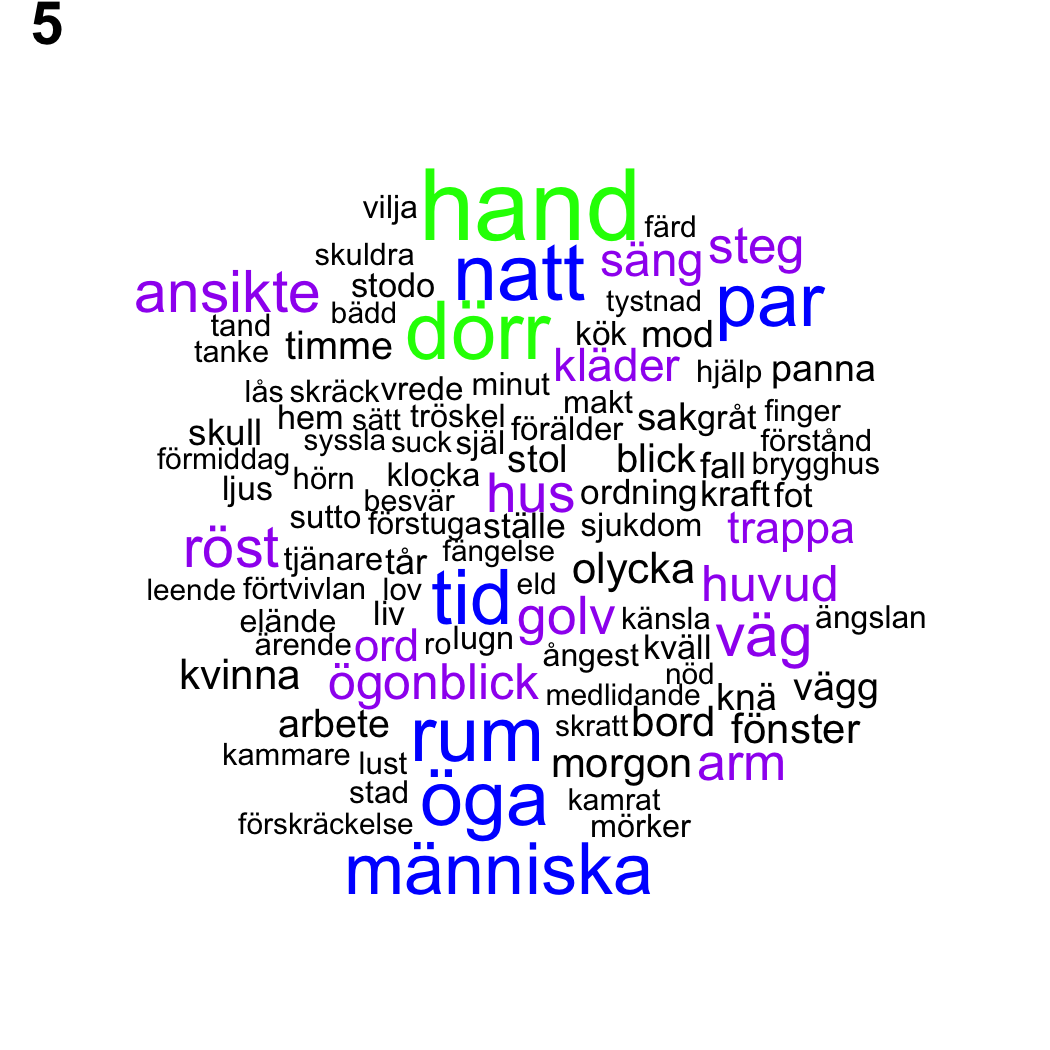 5
vilja hand färd
skuldra natt säng steg
ansikte stodo tystnad par
tand bädd dörr kök mod
tanke timme kläder hjälp panna
lås skräck vrede minut makt
hem sätt tröskel förälder sak gråt finger
skull syssla suck själ förstånd
förmiddag stol blick fall brygghus
ljus hörn klocka hus ordning kraft fot
besvär
sutto förstuga ställe sjukdom trappa
röst tjänare tår fängelse olycka
leende förtvivlan lov tid eld huvud
elände liv golv känsla väg ängslan
ärende ord ro lugn ångest kväll
kvinna ögonblick medlidande nöd knä vägg
arbete rum skratt bord fönster
kammare lust morgon arm
stad öga kamrat
förskräckelse mörker
människa